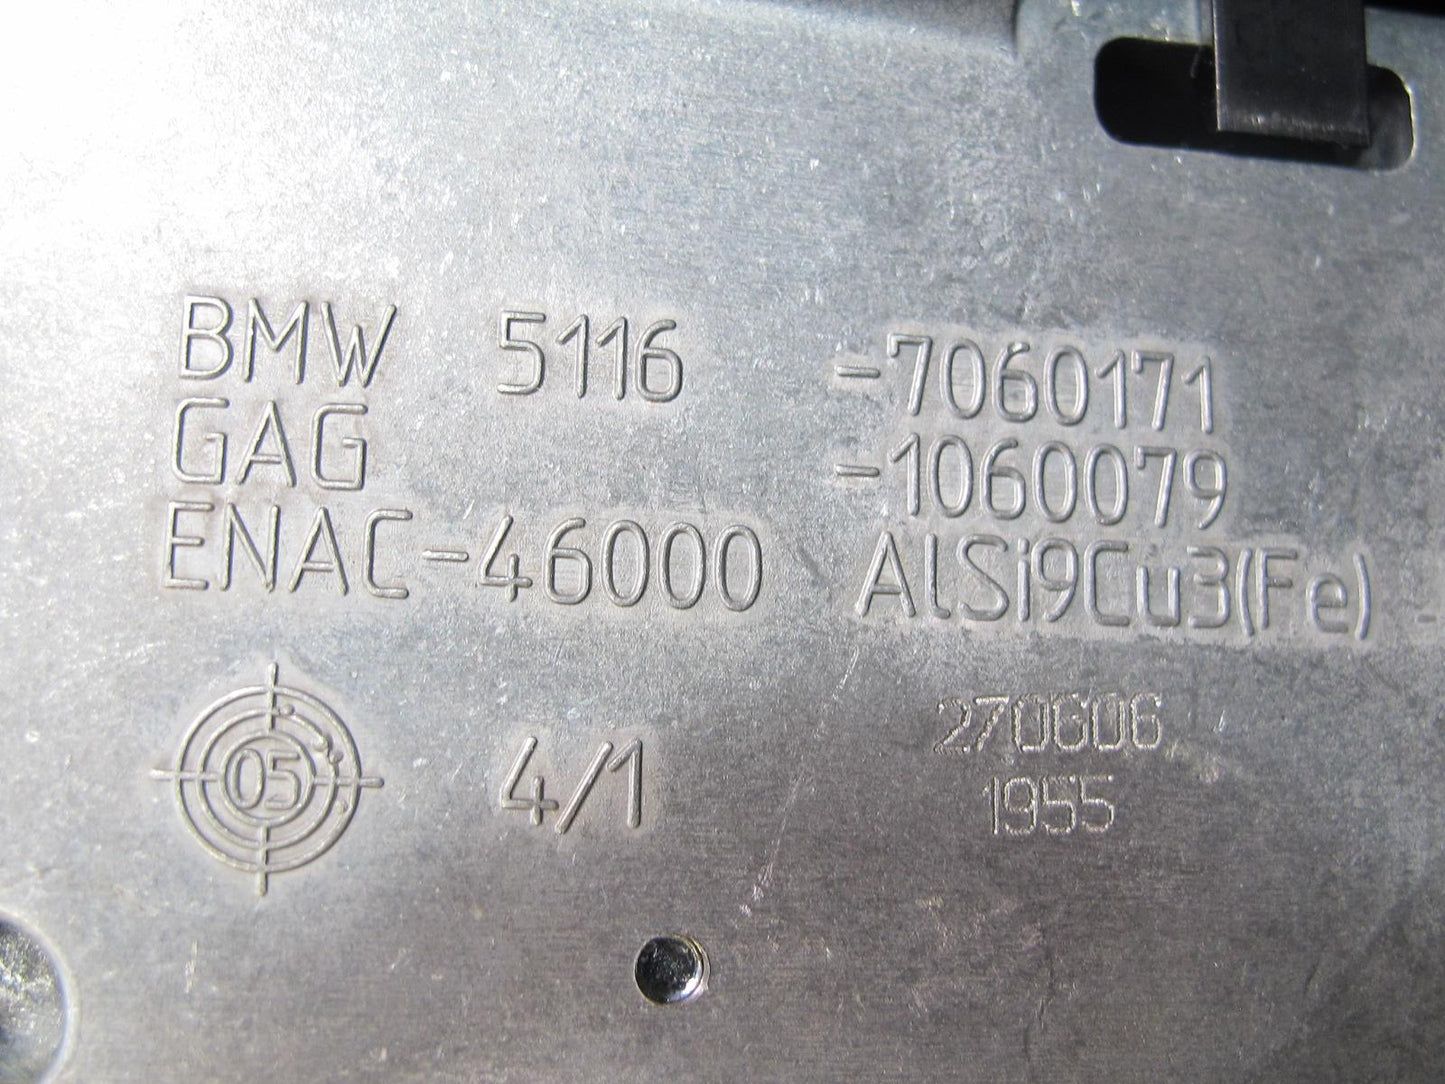 BMW 5116 -7060171
GAG -1060079
ENAC-46000 AlSi9Cu3(Fe)
05 4/1 270606
1955